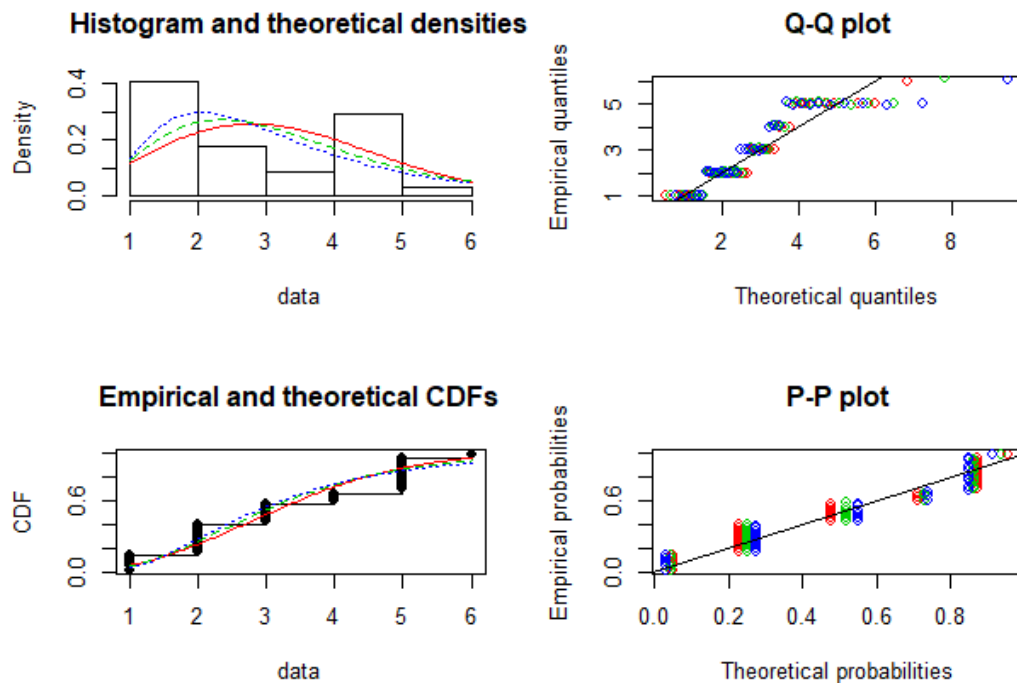 Histogram and theoretical densities
Density
0.0 0.2 0.4
1 2 3 4 5 6
data
Q-Q plot
Empirical quantiles
1 3 5
2 4 6 8
Theoretical quantiles
Empirical and theoretical CDFs
CDF
0.0 0.6
1 2 3 4 5 6
data
P-P plot
Empirical probabilities
0.0 0.6
0.0 0.2 0.4 0.6 0.8
Theoretical probabilities